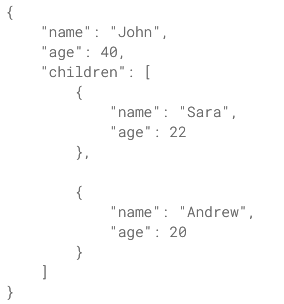 {
    "name": "John",
    "age": 40,
    "children": [
        {
            "name": "Sara",
            "age": 22
        },

        {
            "name": "Andrew",
            "age": 20
        }
    ]
}